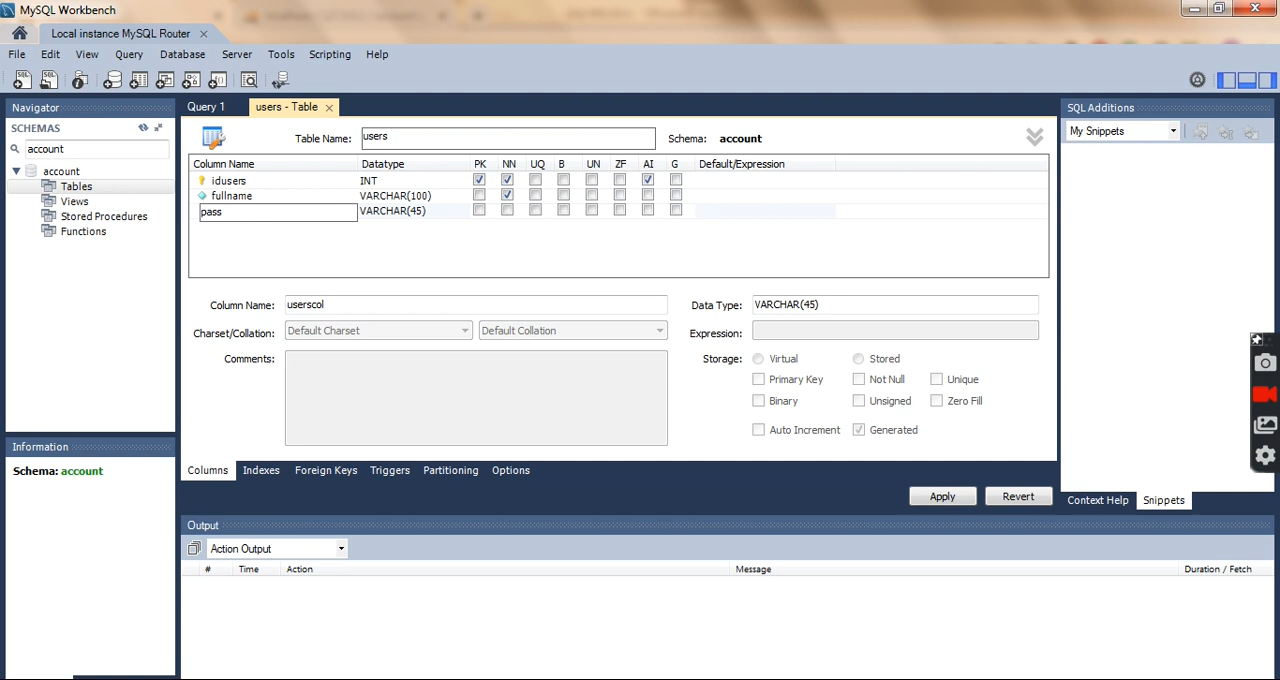 MySQL Workbench
Local instance MySQL Router ×
File Edit View Query Database Server Tools Scripting Help
Navigator
SCHEMAS
account
account
Tables
Views
Stored Procedures
Functions
Information
Schema: account
Query 1 users - Table ×
Table Name: users Schema: account
Column Name Datatype PK NN UQ B UN ZF AI G Default/Expression
idusers INT
fullname VARCHAR(100)
pass VARCHAR(45)
Column Name: userscol Data Type: VARCHAR(45)
Charset/Collation: Default Charset Default Collation Expression:
Comments: Storage: Virtual Stored
Primary Key Not Null Unique
Binary Unsigned Zero Fill
Auto Increment Generated
Columns Indexes Foreign Keys Triggers Partitioning Options
Apply Revert
SQL Additions
My Snippets
Context Help Snippets
Output
Action Output
# Time Action Message Duration / Fetch